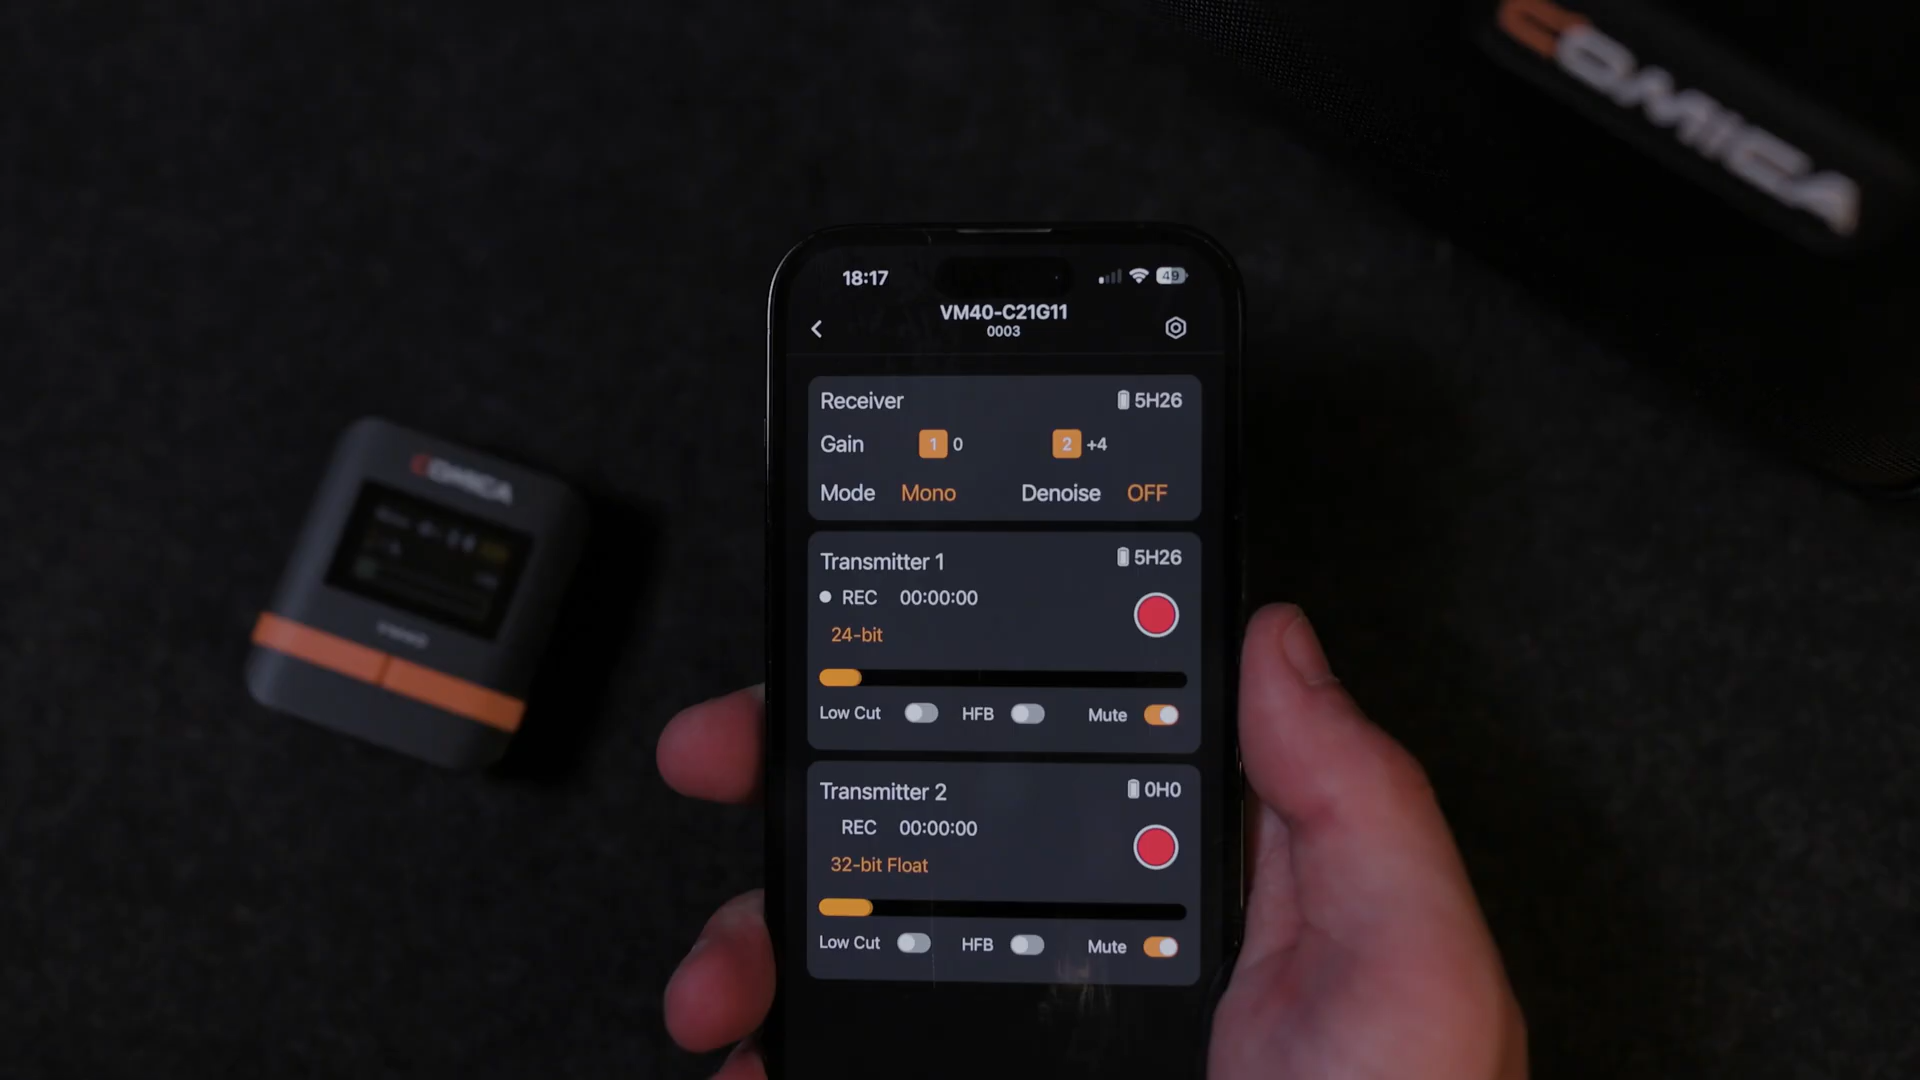 COMICA
18:17
49
VM40-C21G11
0003
Receiver 5H26
Gain 1 0 2 +4
Mode Mono Denoise OFF
Transmitter 1 5H26
REC 00:00:00
24-bit
Low Cut HFB Mute
Transmitter 2 0H0
REC 00:00:00
32-bit Float
Low Cut HFB Mute
COMICA
VM40